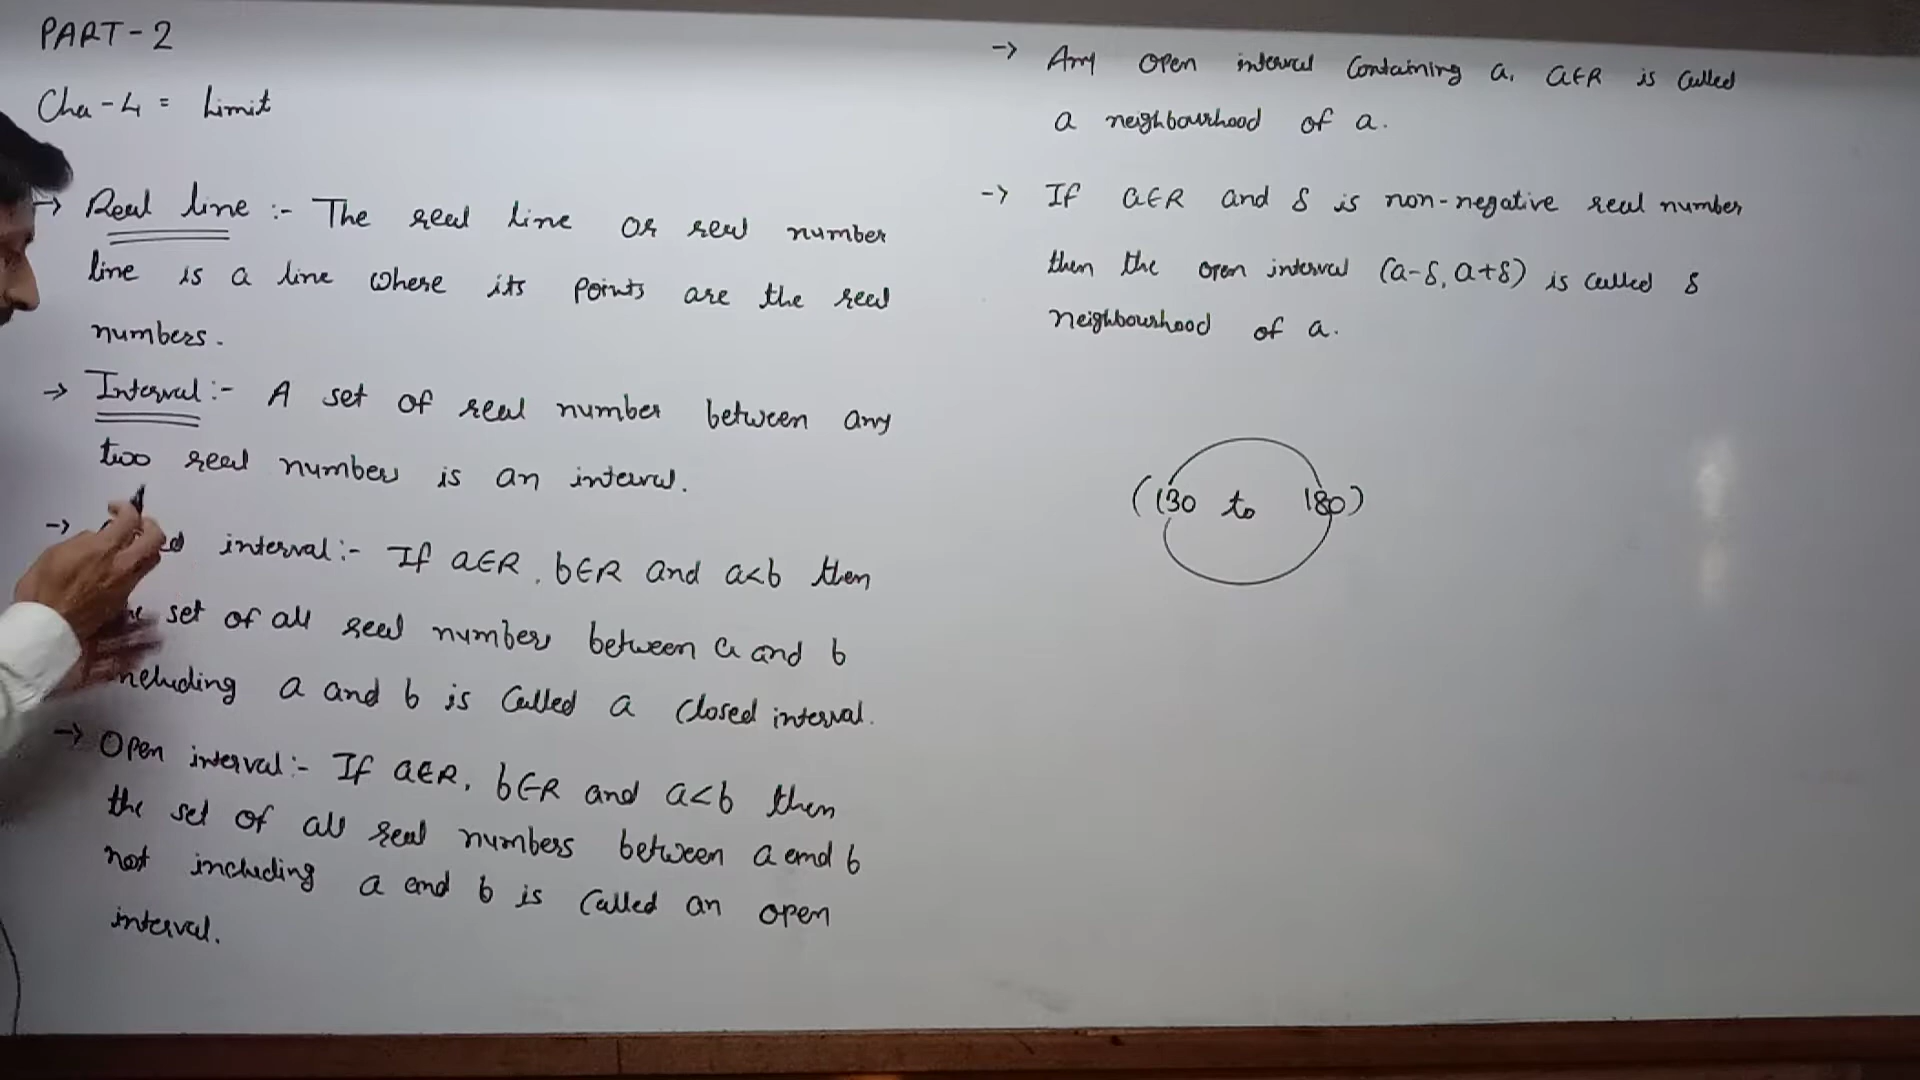 PART-2
Cha-4 = Limit
→ Real line :- The real line or real number
line is a line where its points are the real
numbers.
→ Interval :- A set of real number between any
two real numbers is an interval.
→ interval :- If a∈R, b∈R and a<b then
set of all real numbers between a and b
including a and b is called a closed interval.
→ Open interval :- If a∈R, b∈R and a<b then
the set of all real numbers between a and b
not including a and b is called an open
interval.
→ Any open interval containing a, a∈R is called
a neighbourhood of a.
→ If a∈R and δ is non-negative real number
then the open interval (a-δ, a+δ) is called δ
neighbourhood of a.
(130 to 180)